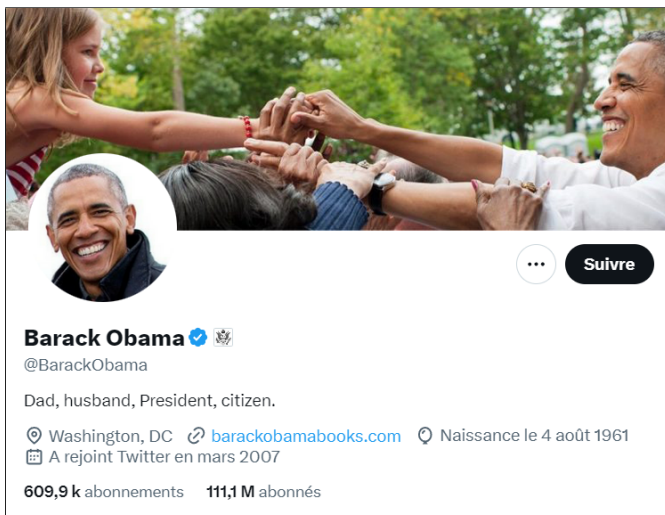 Suivre
Barack Obama
@BarackObama
Dad, husband, President, citizen.
Washington, DC barackobamabooks.com Naissance le 4 août 1961
A rejoint Twitter en mars 2007
609,9 k abonnements 111,1 M abonnés